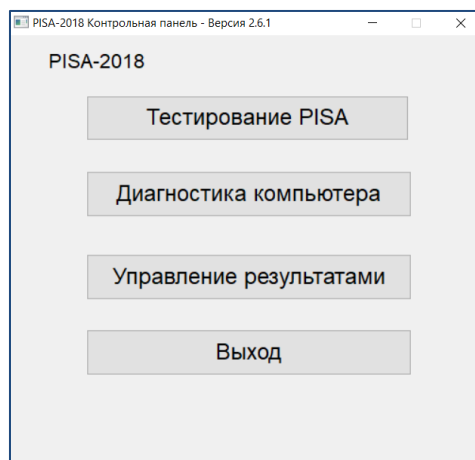 PISA-2018 Контрольная панель - Версия 2.6.1
PISA-2018
Тестирование PISA
Диагностика компьютера
Управление результатами
Выход